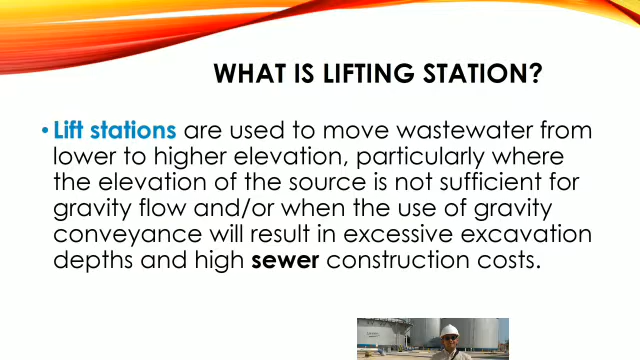 WHAT IS LIFTING STATION?
• Lift stations are used to move wastewater from
lower to higher elevation, particularly where
the elevation of the source is not sufficient for
gravity flow and/or when the use of gravity
conveyance will result in excessive excavation
depths and high sewer construction costs.